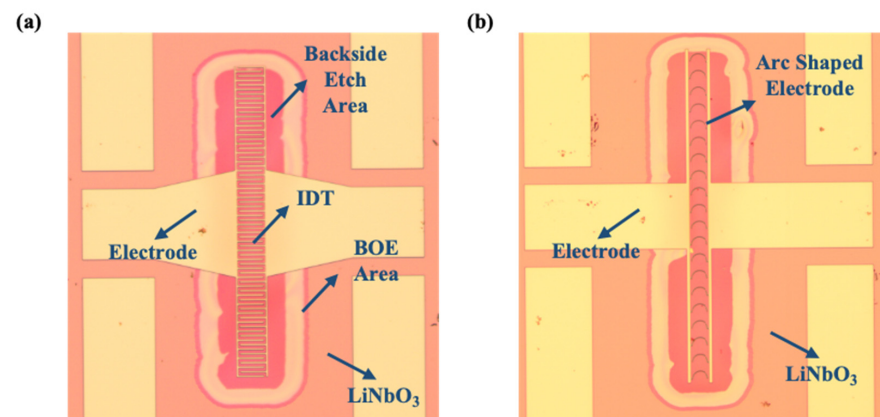 (a)
Backside
Etch
Area
IDT
Electrode
BOE
Area
LiNbO₃
(b)
Arc Shaped
Electrode
Electrode
LiNbO₃